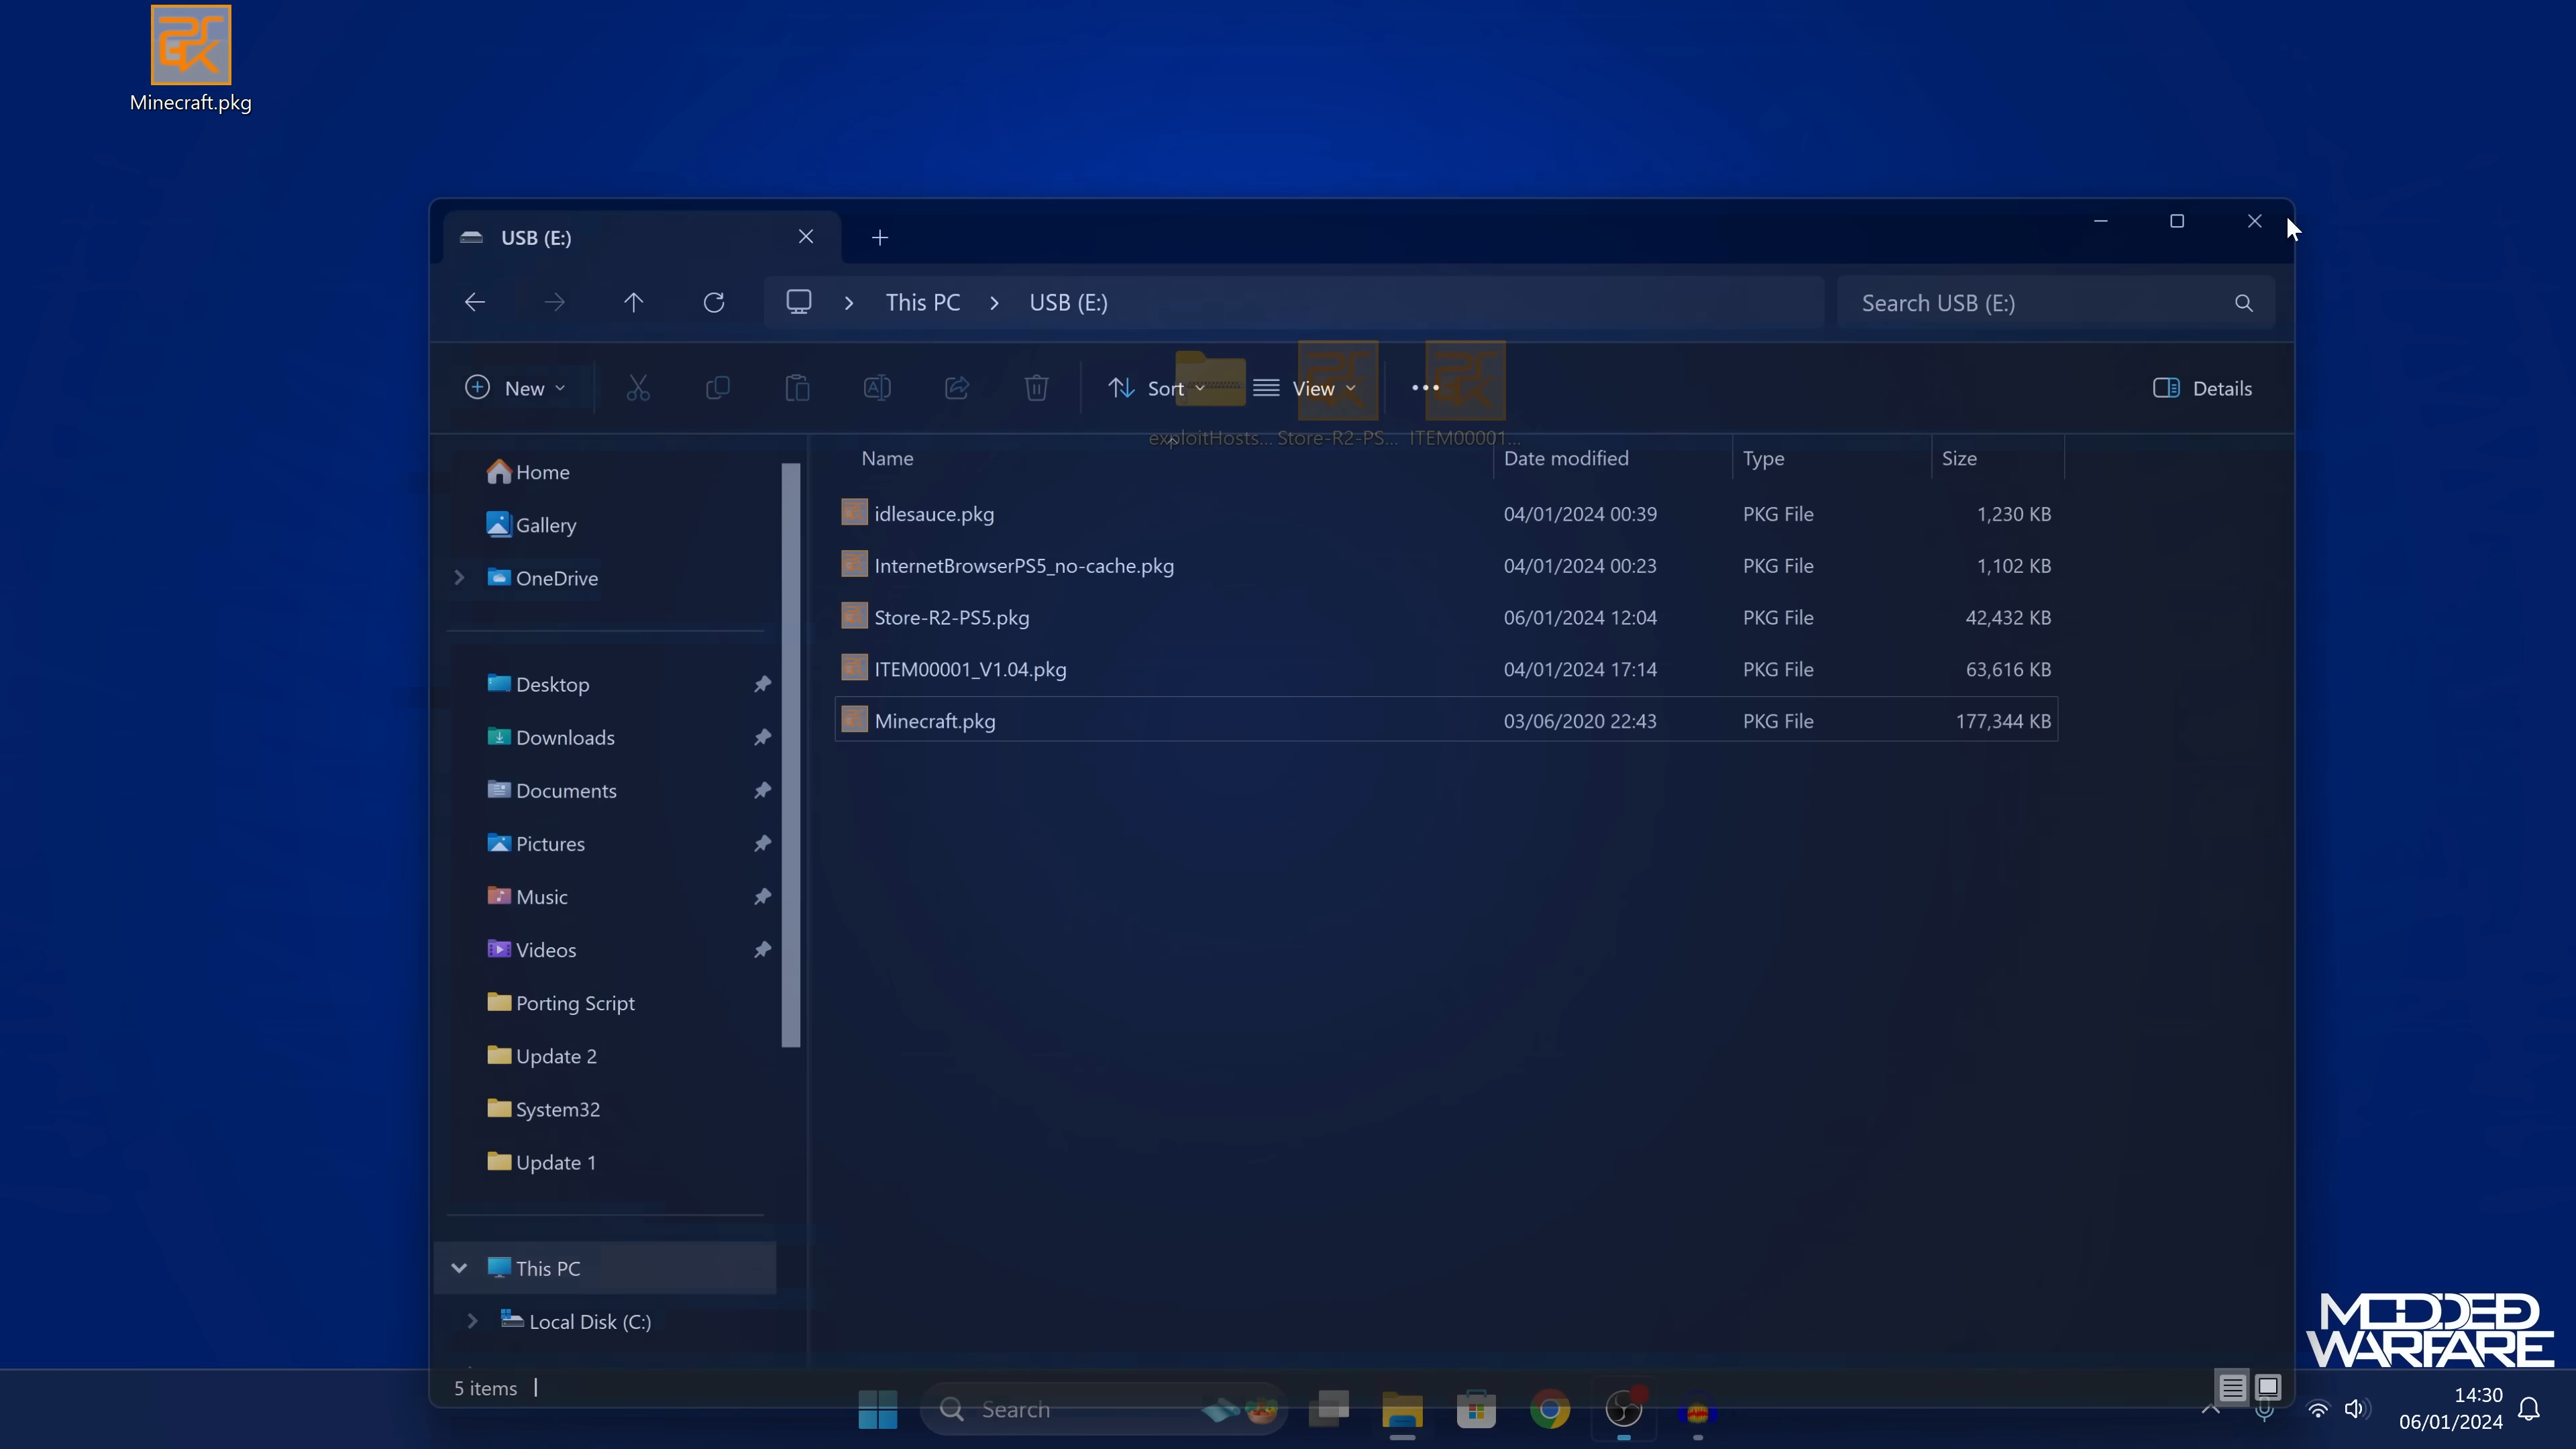 Minecraft.pkg
USB (E:)
This PC
USB (E:)
Search USB (E:)
New
Sort
View
Details
exploitHosts... Store-R2-PS... ITEM00001...
Name
Date modified
Type
Size
idlesauce.pkg 04/01/2024 00:39 PKG File 1,230 KB
InternetBrowserPS5_no-cache.pkg 04/01/2024 00:23 PKG File 1,102 KB
Store-R2-PS5.pkg 06/01/2024 12:04 PKG File 42,432 KB
ITEM00001_V1.04.pkg 04/01/2024 17:14 PKG File 63,616 KB
Minecraft.pkg 03/06/2020 22:43 PKG File 177,344 KB
Home
Gallery
OneDrive
Desktop
Downloads
Documents
Pictures
Music
Videos
Porting Script
Update 2
System32
Update 1
This PC
Local Disk (C:)
5 items
MODDED
WARFARE
Search
14:30
06/01/2024